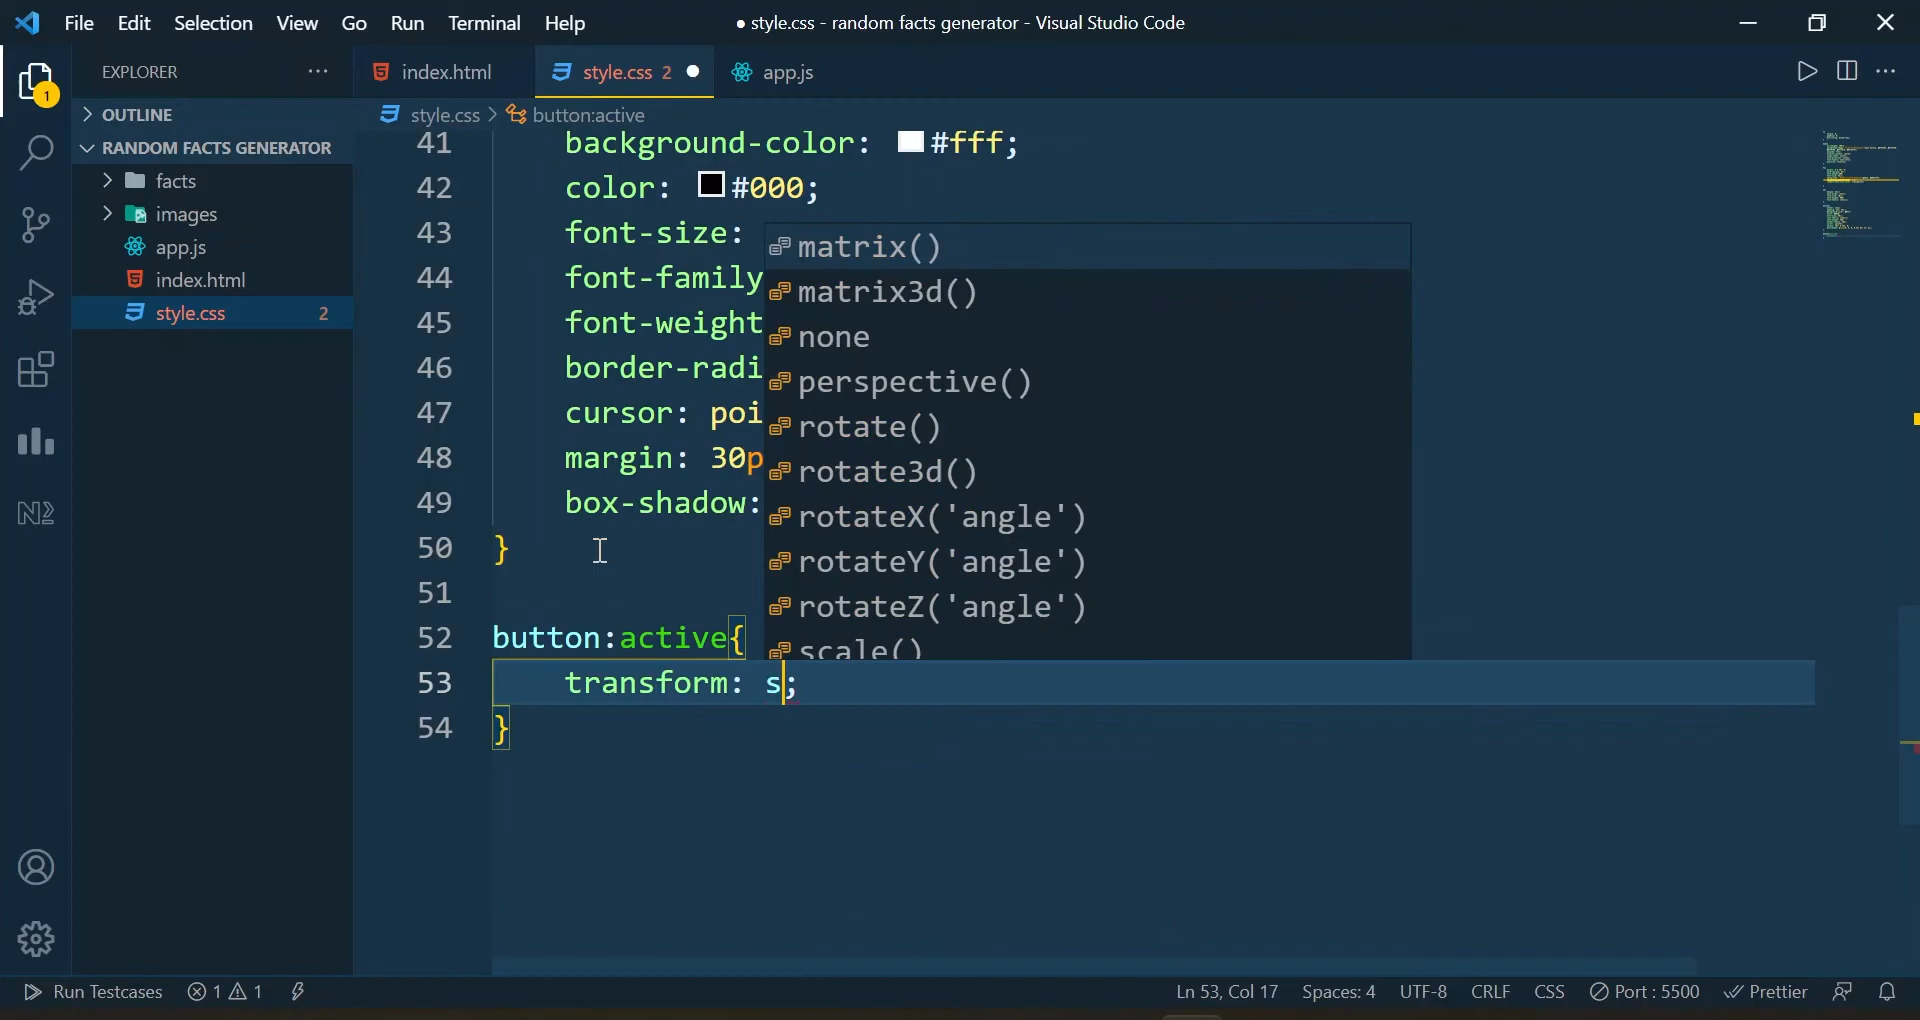 File Edit Selection View Go Run Terminal Help
● style.css - random facts generator - Visual Studio Code
EXPLORER ···
index.html
style.css 2
app.js
1
OUTLINE
RANDOM FACTS GENERATOR
facts
images
app.js
index.html
style.css 2
style.css > button:active
41 background-color: #fff;
42 color: #000;
43 font-size:
44 font-family
45 font-weight
46 border-radi
47 cursor: poi
48 margin: 30p
49 box-shadow:
50 }
51
52 button:active{
53 transform: s;
54 }
matrix()
matrix3d()
none
perspective()
rotate()
rotate3d()
rotateX('angle')
rotateY('angle')
rotateZ('angle')
scale()
Run Testcases 1 1 Ln 53, Col 17 Spaces: 4 UTF-8 CRLF CSS Port : 5500 Prettier